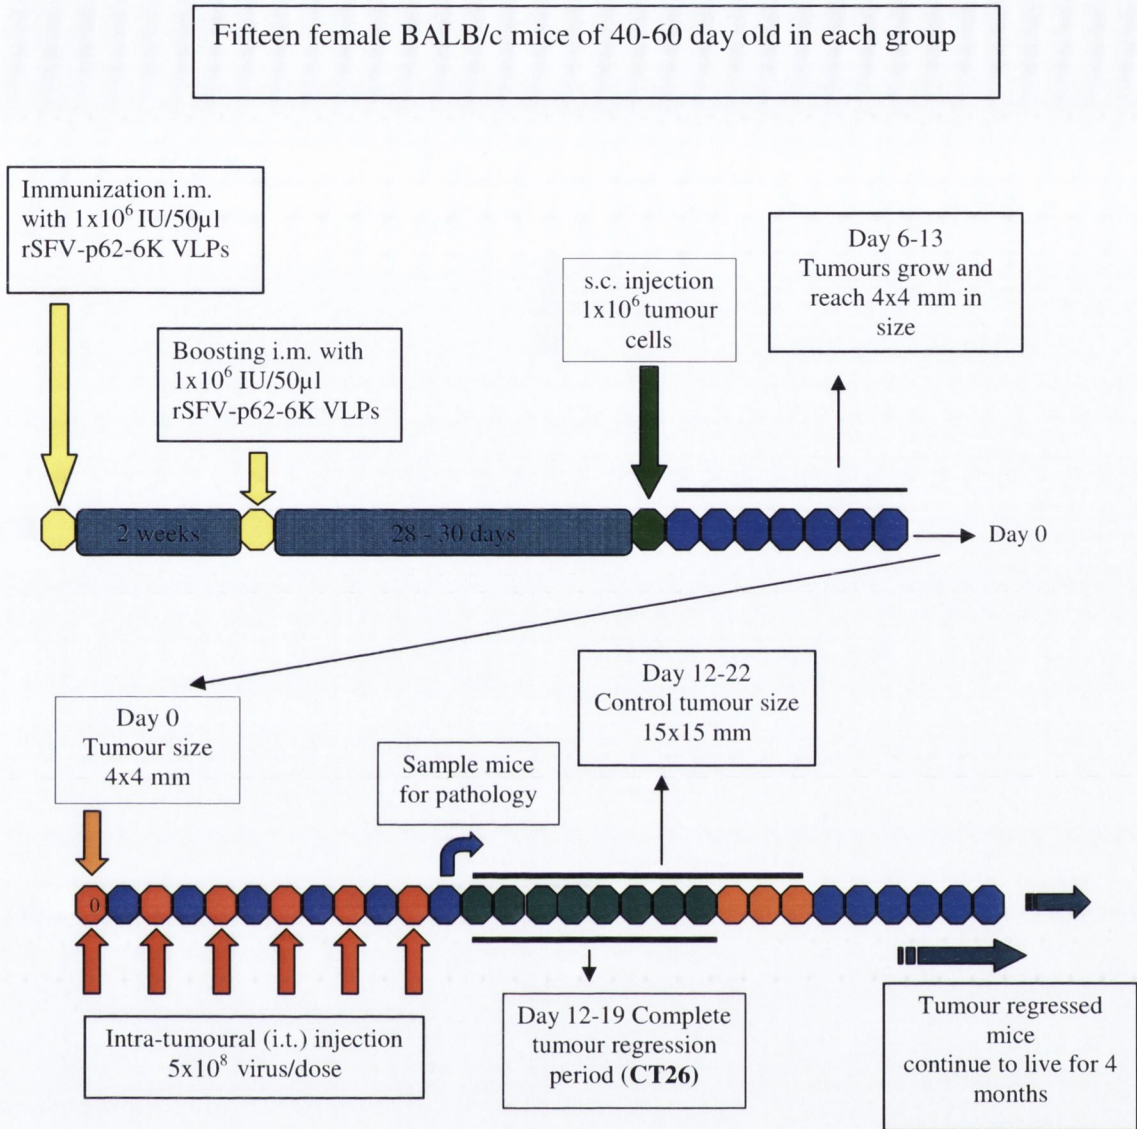 Fifteen female BALB/c mice of 40-60 day old in each group
Immunization i.m.
with 1x10⁶ IU/50µl
rSFV-p62-6K VLPs
Boosting i.m. with
1x10⁶ IU/50µl
rSFV-p62-6K VLPs
s.c. injection
1x10⁶ tumour
cells
Day 6-13
Tumours grow and
reach 4x4 mm in
size
2 weeks
28 - 30 days
Day 0
Day 0
Tumour size
4x4 mm
Sample mice
for pathology
Day 12-22
Control tumour size
15x15 mm
0
Intra-tumoural (i.t.) injection
5x10⁸ virus/dose
Day 12-19 Complete
tumour regression
period (CT26)
Tumour regressed
mice
continue to live for 4
months